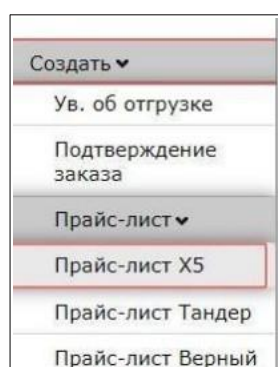 Создать
Ув. об отгрузке
Подтверждение
заказа
Прайс-лист
Прайс-лист X5
Прайс-лист Тандер
Прайс-лист Верный